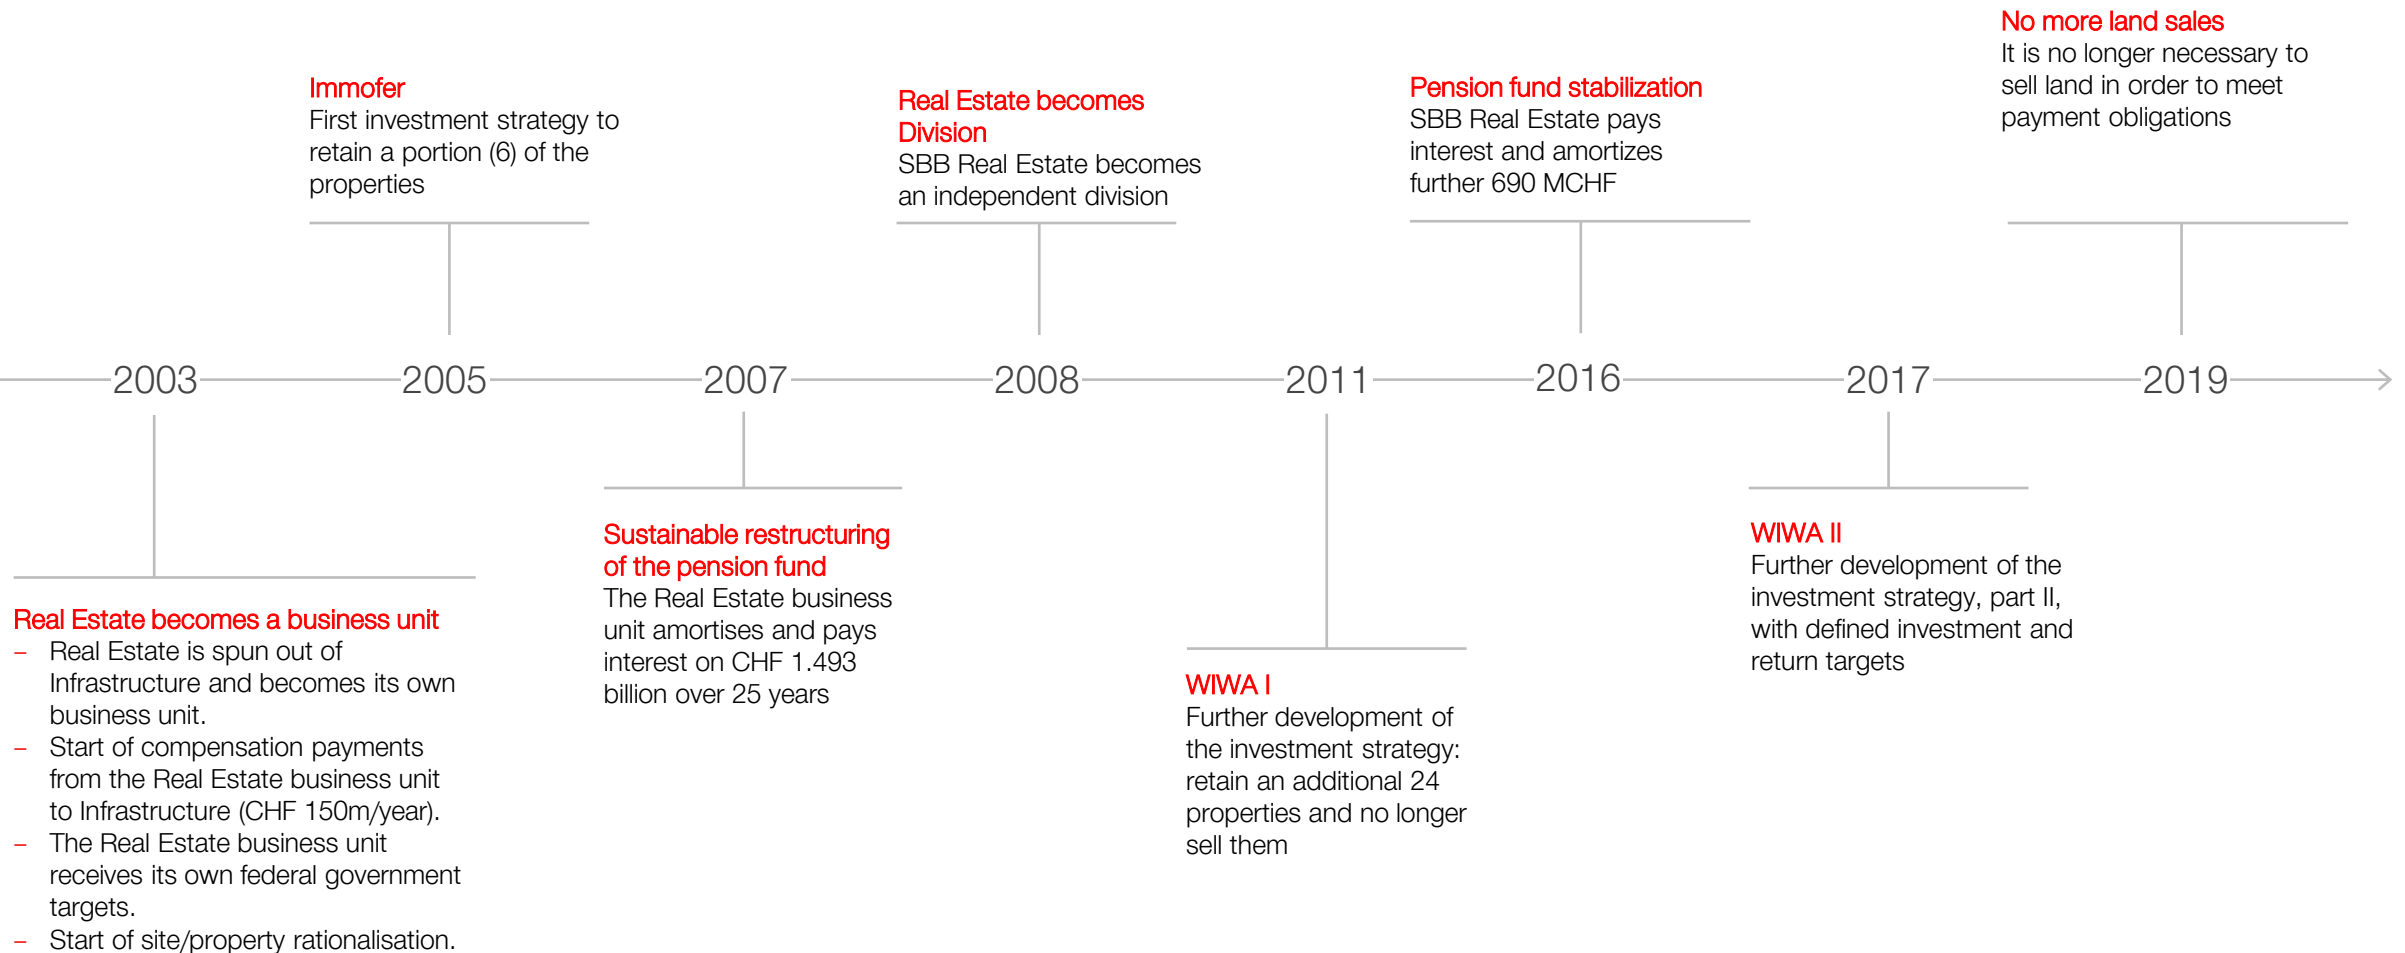 No more land sales
It is no longer necessary to
sell land in order to meet
payment obligations
Immofer
First investment strategy to
retain a portion (6) of the
properties
Real Estate becomes
Division
SBB Real Estate becomes
an independent division
Pension fund stabilization
SBB Real Estate pays
interest and amortizes
further 690 MCHF
2003
2005
2007
2008
2011
2016
2017
2019
Real Estate becomes a business unit
– Real Estate is spun out of
Infrastructure and becomes its own
business unit.
– Start of compensation payments
from the Real Estate business unit
to Infrastructure (CHF 150m/year).
– The Real Estate business unit
receives its own federal government
targets.
– Start of site/property rationalisation.
Sustainable restructuring
of the pension fund
The Real Estate business
unit amortises and pays
interest on CHF 1.493
billion over 25 years
WIWA I
Further development of
the investment strategy:
retain an additional 24
properties and no longer
sell them
WIWA II
Further development of the
investment strategy, part II,
with defined investment and
return targets